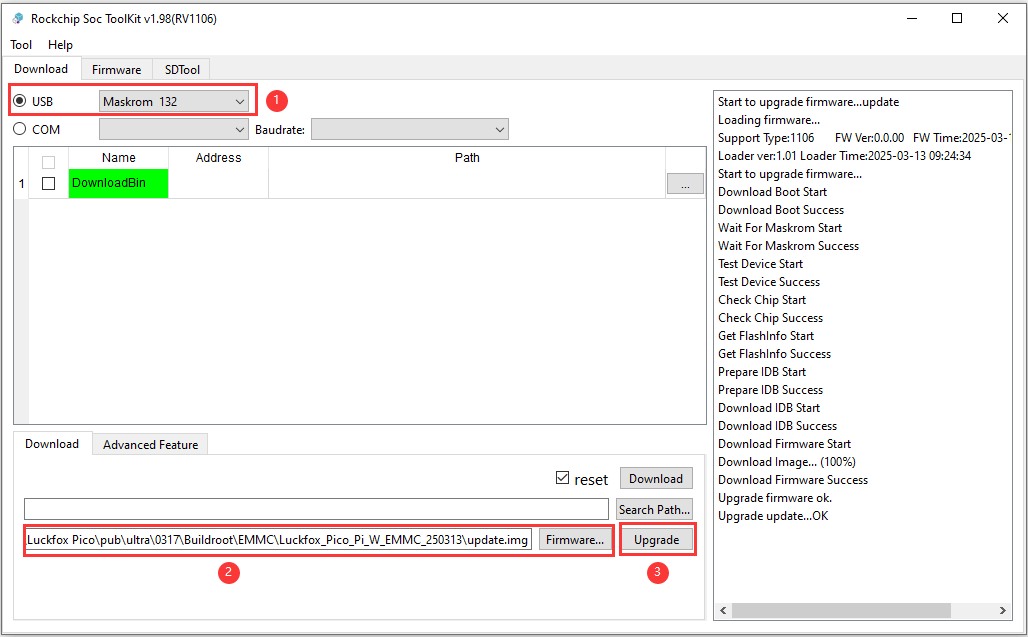 Rockchip Soc ToolKit v1.98(RV1106)
Tool Help
Download Firmware SDTool
USB Maskrom 132 1
COM Baudrate:
Name Address Path
1 DownloadBin ...
Download Advanced Feature
reset Download
Search Path...
Luckfox Pico\pub\ultra\0317\Buildroot\EMMC\Luckfox_Pico_Pi_W_EMMC_250313\update.img Firmware... Upgrade
2 3
Start to upgrade firmware...update
Loading firmware...
Support Type:1106 FW Ver:0.0.00 FW Time:2025-03-1
Loader ver:1.01 Loader Time:2025-03-13 09:24:34
Start to upgrade firmware...
Download Boot Start
Download Boot Success
Wait For Maskrom Start
Wait For Maskrom Success
Test Device Start
Test Device Success
Check Chip Start
Check Chip Success
Get FlashInfo Start
Get FlashInfo Success
Prepare IDB Start
Prepare IDB Success
Download IDB Start
Download IDB Success
Download Firmware Start
Download Image... (100%)
Download Firmware Success
Upgrade firmware ok.
Upgrade update...OK